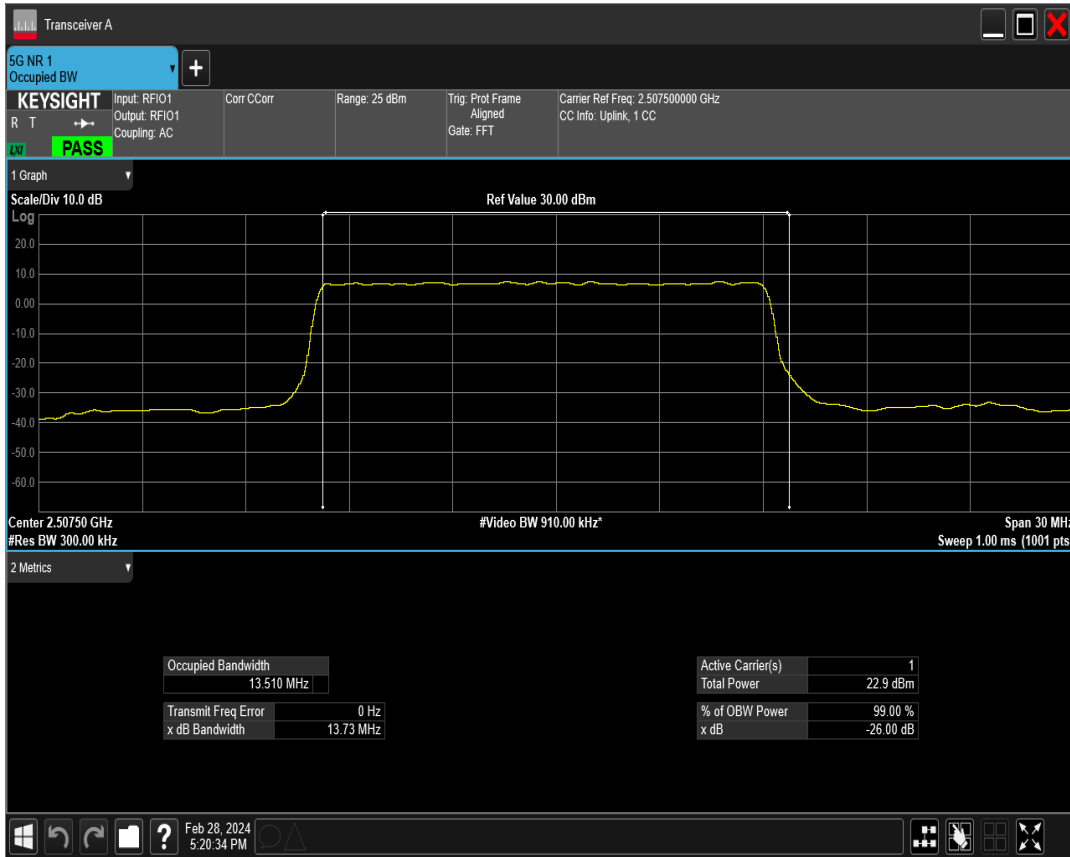 Transceiver A
5G NR 1
Occupied BW
+
KEYSIGHT
R T
LXI
PASS
Input: RFIO1
Output: RFIO1
Coupling: AC
Corr CCorr
Range: 25 dBm
Trig: Prot Frame
Aligned
Gate: FFT
Carrier Ref Freq: 2.507500000 GHz
CC Info: Uplink, 1 CC
1 Graph
Scale/Div 10.0 dB
Ref Value 30.00 dBm
Log
20.0
10.0
0.00
-10.0
-20.0
-30.0
-40.0
-50.0
-60.0
Center 2.50750 GHz
#Video BW 910.00 kHz*
Span 30 MHz
#Res BW 300.00 kHz
Sweep 1.00 ms (1001 pts
2 Metrics
Occupied Bandwidth
13.510 MHz
Transmit Freq Error 0 Hz
x dB Bandwidth 13.73 MHz
Active Carrier(s) 1
Total Power 22.9 dBm
% of OBW Power 99.00 %
x dB -26.00 dB
?
Feb 28, 2024
5:20:34 PM